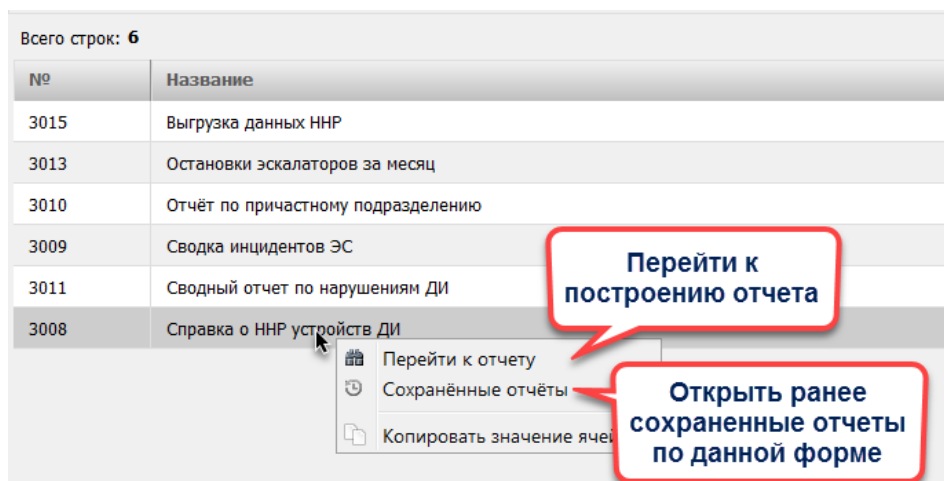 Всего строк: 6
№ Название
3015 Выгрузка данных ННР
3013 Остановки эскалаторов за месяц
3010 Отчёт по причастному подразделению
3009 Сводка инцидентов ЭС
3011 Сводный отчет по нарушениям ДИ
3008 Справка о ННР устройств ДИ
Перейти к
построению отчета
Перейти к отчету
Сохранённые отчёты
Копировать значение
Открыть ранее
сохраненные отчеты
по данной форме